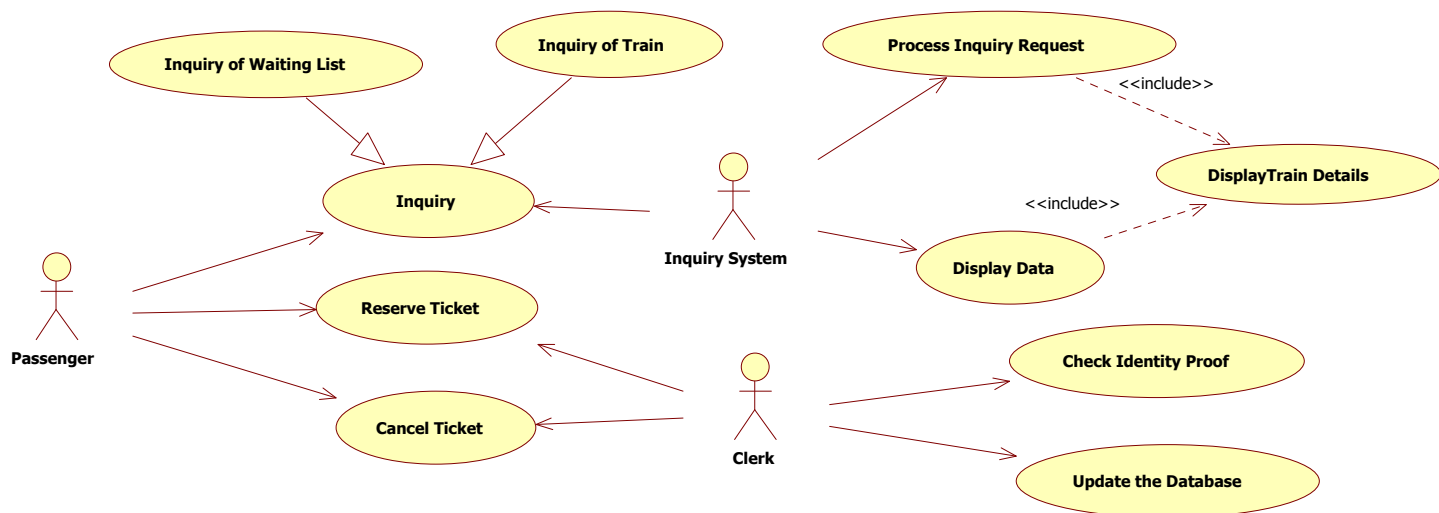 Inquiry of Waiting List
Inquiry of Train
Process Inquiry Request
<<include>>
DisplayTrain Details
Inquiry
<<include>>
Inquiry System
Display Data
Passenger
Reserve Ticket
Check Identity Proof
Cancel Ticket
Clerk
Update the Database